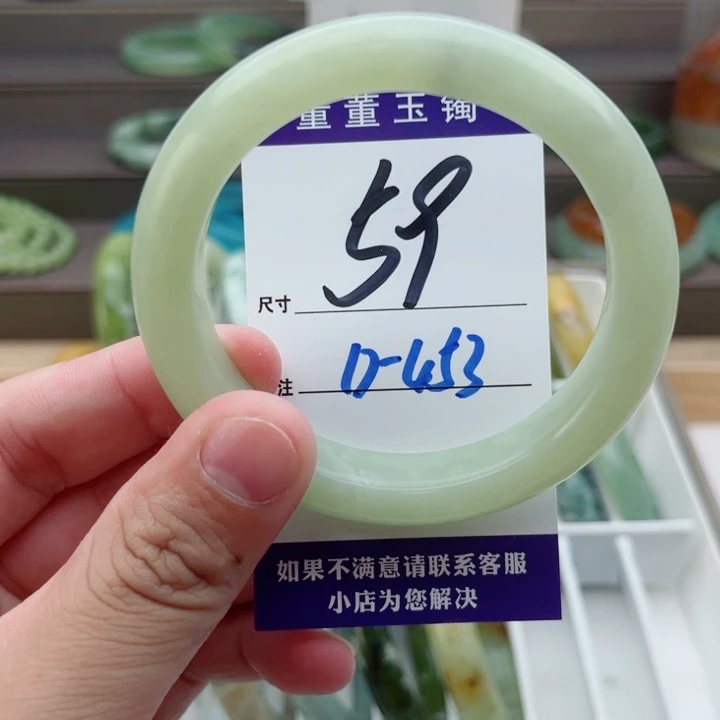 董董玉镯
59
尺寸
注
D-453
如果不满意请联系客服
小店为您解决